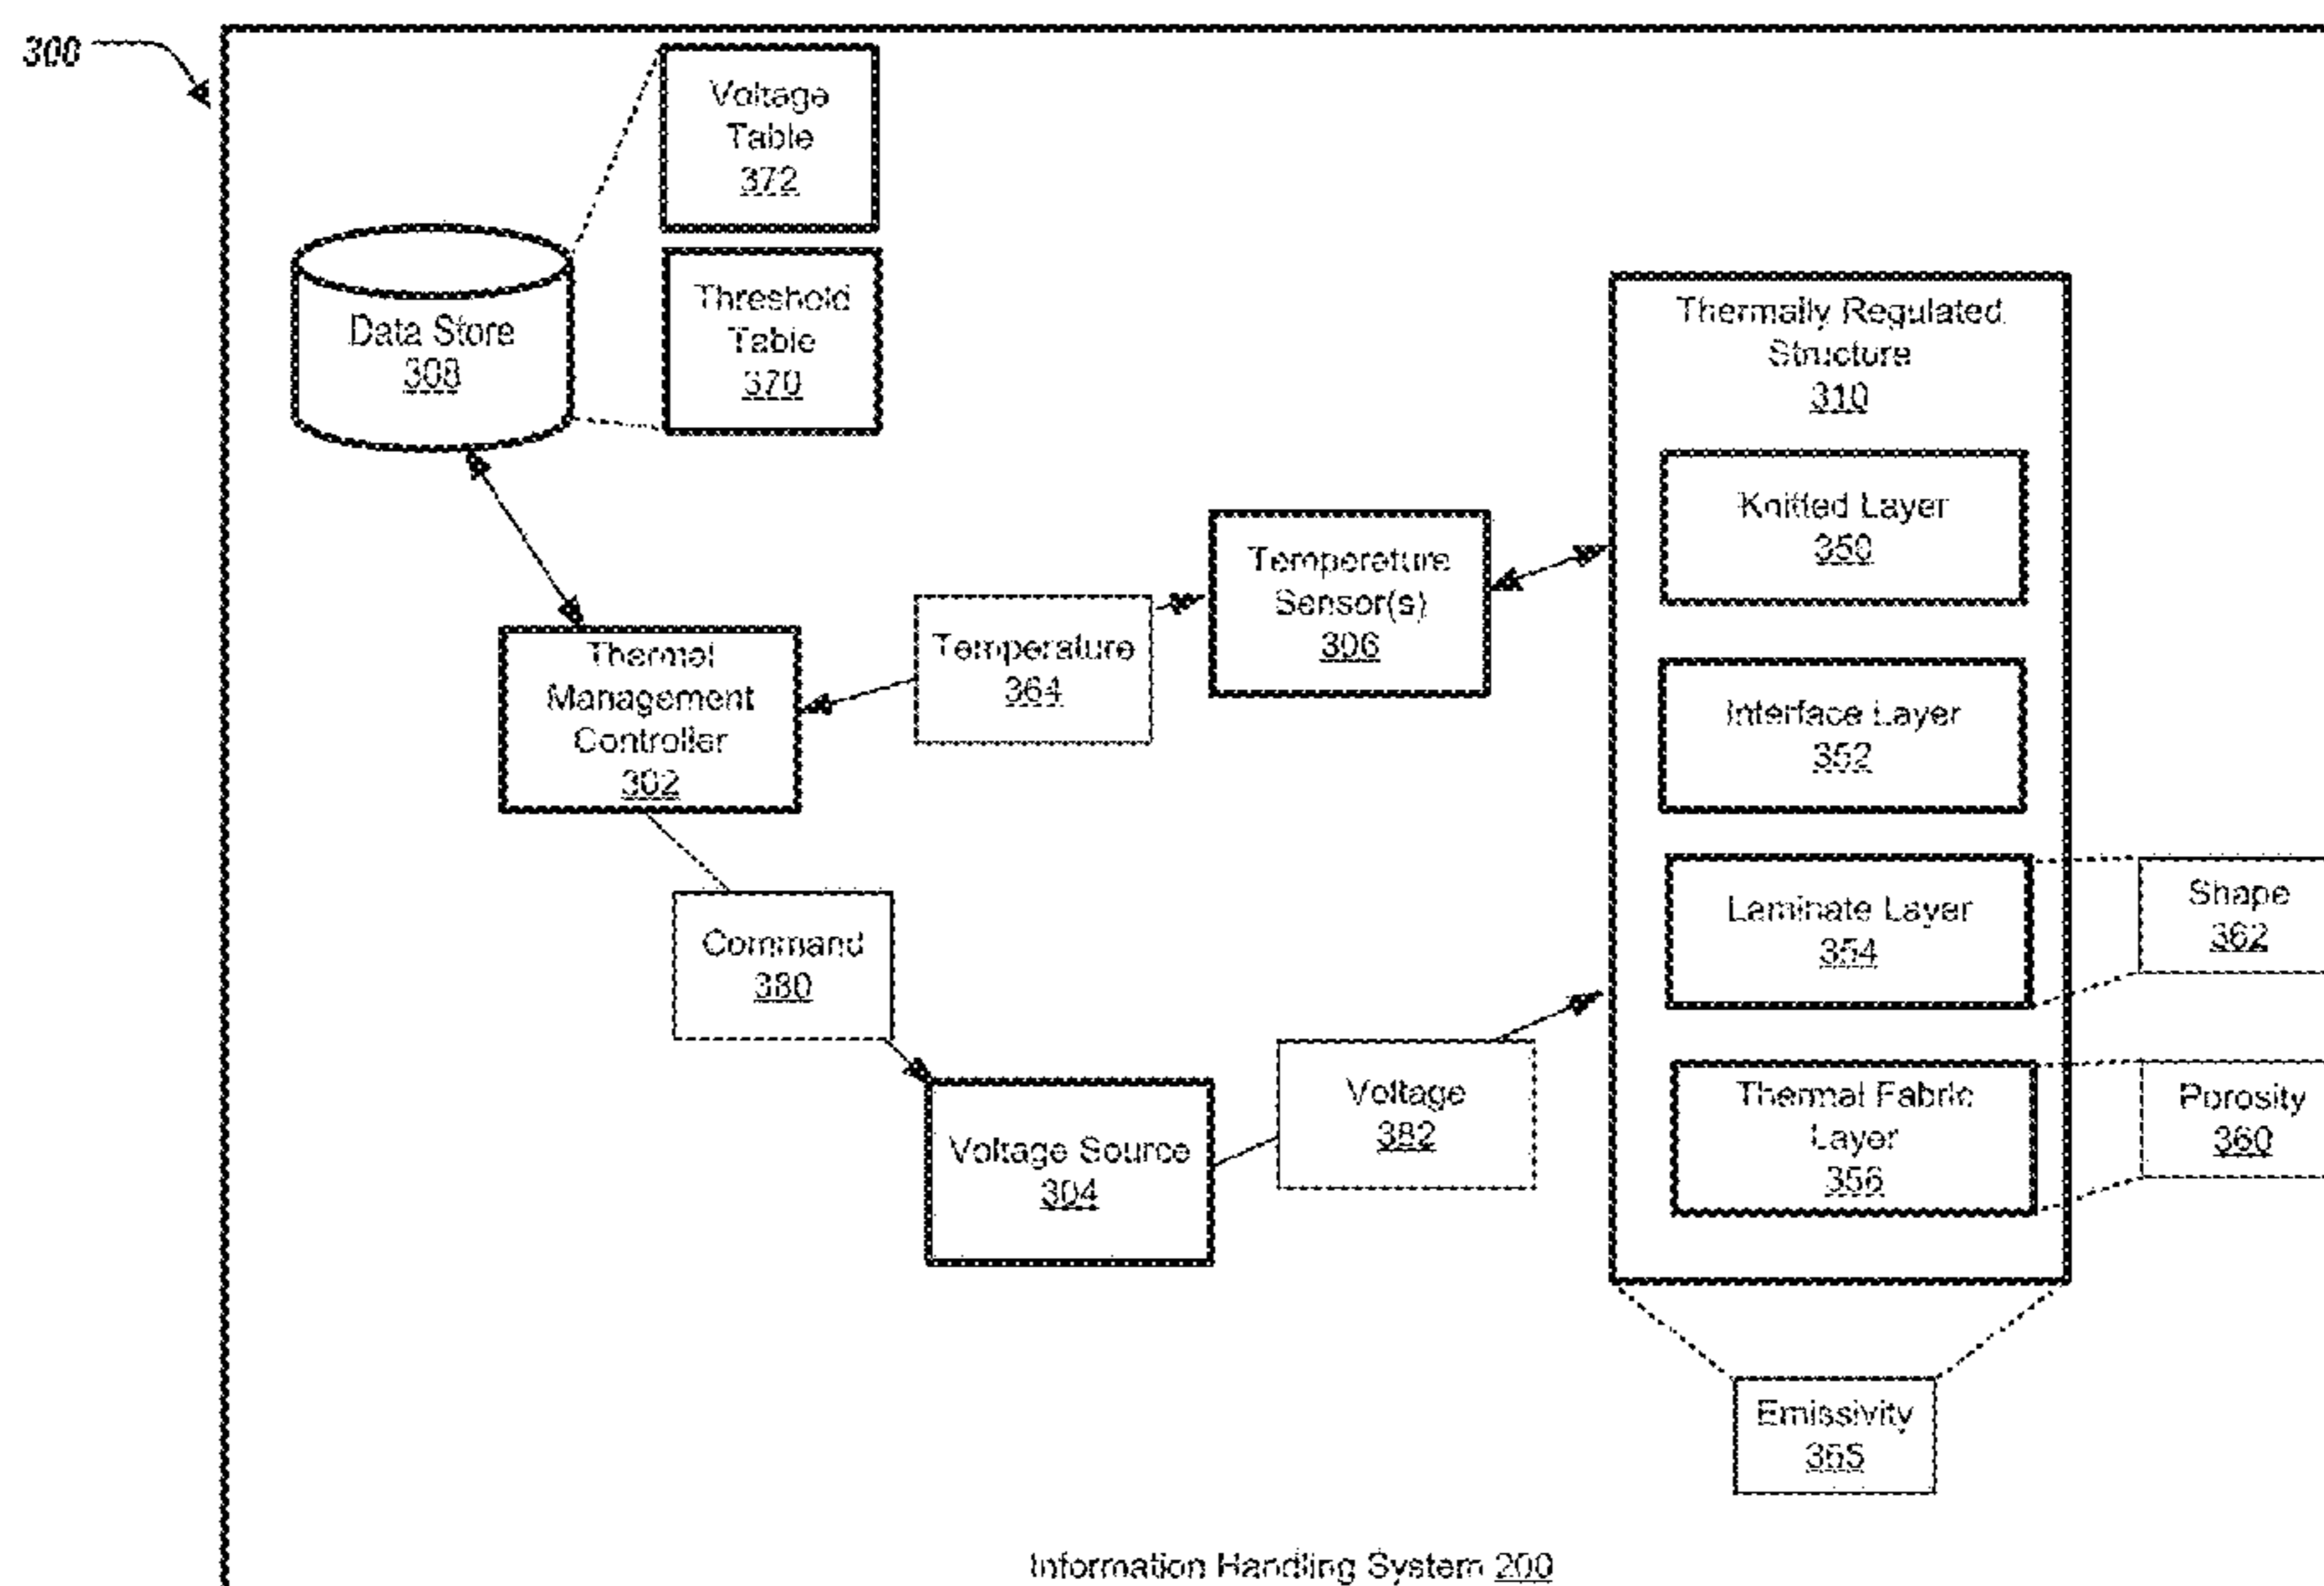 300
Voltage
Table
372
Threshold
Table
370
Data Store
308
Thermally Regulated
Structure
310
Knitted Layer
350
Temperature
Sensor(s)
306
Temperature
364
Thermal
Management
Controller
302
Interface Layer
352
Laminate Layer
354
Shape
362
Command
380
Thermal Fabric
Layer
356
Porosity
360
Voltage
382
Voltage Source
304
Emissivity
365
Information Handling System 200